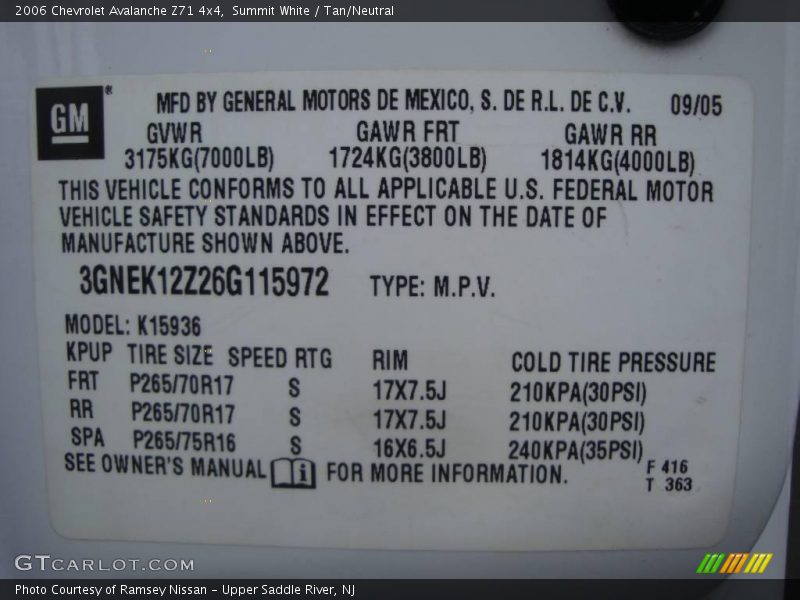 2006 Chevrolet Avalanche Z71 4x4, Summit White / Tan/Neutral
GM ® MFD BY GENERAL MOTORS DE MEXICO, S. DE R.L. DE C.V. 09/05
GVWR GAWR FRT GAWR RR
3175KG(7000LB) 1724KG(3800LB) 1814KG(4000LB)
THIS VEHICLE CONFORMS TO ALL APPLICABLE U.S. FEDERAL MOTOR
VEHICLE SAFETY STANDARDS IN EFFECT ON THE DATE OF
MANUFACTURE SHOWN ABOVE.
3GNEK12Z26G115972 TYPE: M.P.V.
MODEL: K15936
KPUP TIRE SIZE SPEED RTG RIM COLD TIRE PRESSURE
FRT P265/70R17 S 17X7.5J 210KPA(30PSI)
RR P265/70R17 S 17X7.5J 210KPA(30PSI)
SPA P265/75R16 S 16X6.5J 240KPA(35PSI)
SEE OWNER'S MANUAL i FOR MORE INFORMATION.
F 416
T 363
GTCARLOT.COM
Photo Courtesy of Ramsey Nissan - Upper Saddle River, NJ